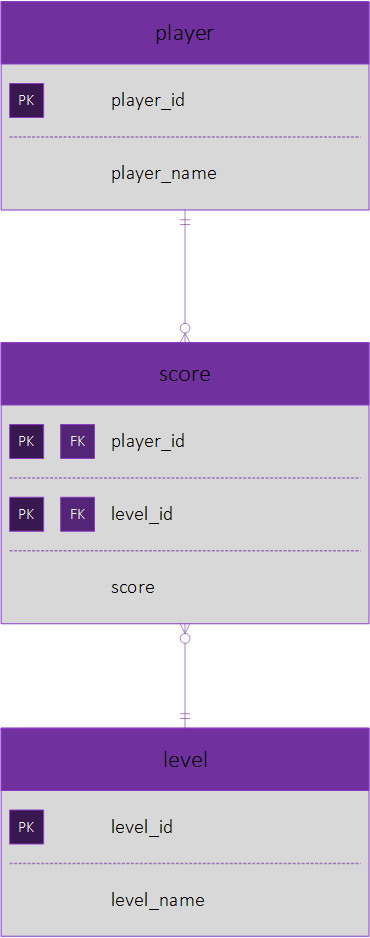 player
PK player_id
player_name
score
PK FK player_id
PK FK level_id
score
level
PK level_id
level_name